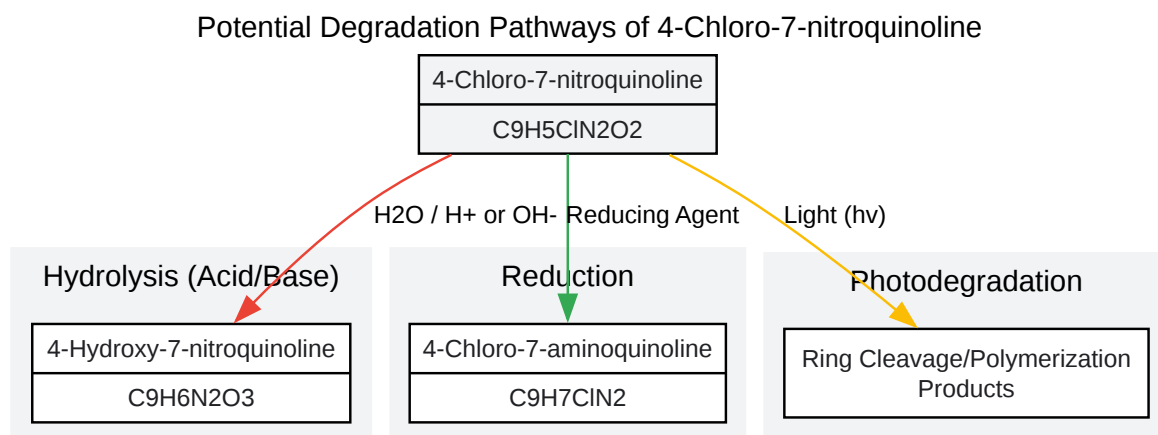 Potential Degradation Pathways of 4-Chloro-7-nitroquinoline
4-Chloro-7-nitroquinoline
C9H5ClN2O2
H2O / H+ or OH-
Reducing Agent
Light (hv)
Hydrolysis (Acid/Base)
4-Hydroxy-7-nitroquinoline
C9H6N2O3
Reduction
4-Chloro-7-aminoquinoline
C9H7ClN2
Photodegradation
Ring Cleavage/Polymerization
Products